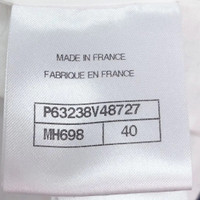 MADE IN FRANCE
FABRIQUE EN FRANCE
P63238V48727
MH698 40